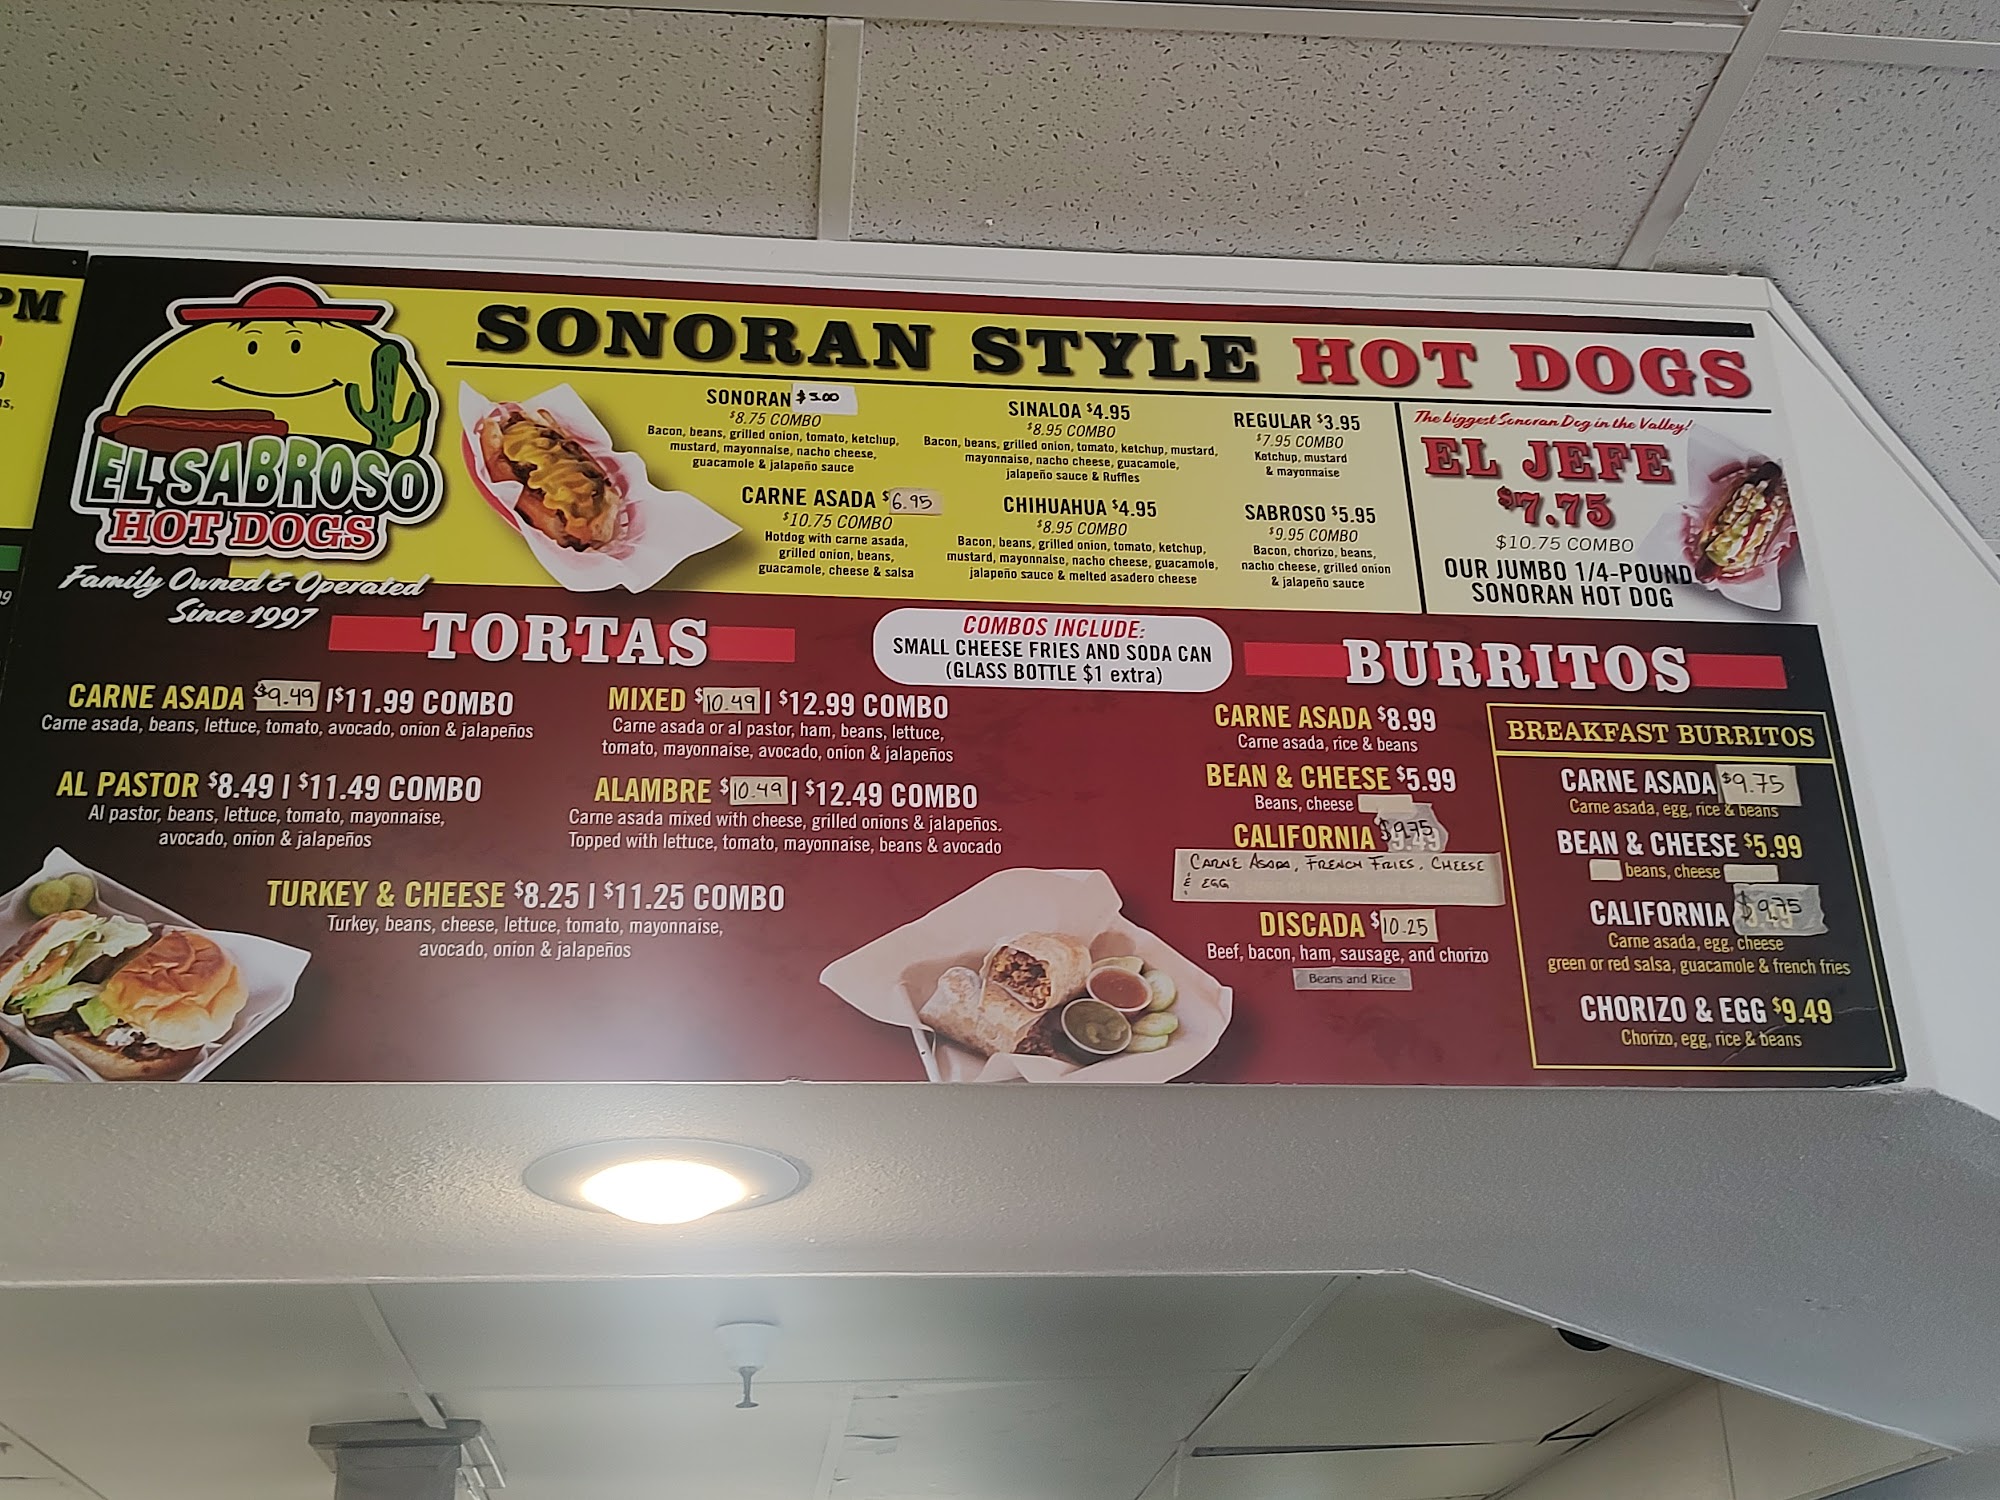 PM
9
s,
99
EL SABROSO
HOT DOGS
Family Owned & Operated
Since 1997
SONORAN STYLE HOT DOGS
SONORAN $5.00
$8.75 COMBO
Bacon, beans, grilled onion, tomato, ketchup,
mustard, mayonnaise, nacho cheese,
guacamole & jalapeño sauce
CARNE ASADA $6.95
$10.75 COMBO
Hotdog with carne asada,
grilled onion, beans,
guacamole, cheese & salsa
SINALOA $4.95
$8.95 COMBO
Bacon, beans, grilled onion, tomato, ketchup, mustard,
mayonnaise, nacho cheese, guacamole,
jalapeño sauce & Ruffles
CHIHUAHUA $4.95
$8.95 COMBO
Bacon, beans, grilled onion, tomato, ketchup,
mustard, mayonnaise, nacho cheese, guacamole,
jalapeño sauce & melted asadero cheese
REGULAR $3.95
$7.95 COMBO
Ketchup, mustard
& mayonnaise
SABROSO $5.95
$9.95 COMBO
Bacon, chorizo, beans,
nacho cheese, grilled onion
& jalapeño sauce
The biggest Sonoran Dog in the Valley!
EL JEFE
$7.75
$10.75 COMBO
OUR JUMBO 1/4-POUND
SONORAN HOT DOG
TORTAS
CARNE ASADA $9.49 | $11.99 COMBO
Carne asada, beans, lettuce, tomato, avocado, onion & jalapeños
AL PASTOR $8.49 | $11.49 COMBO
Al pastor, beans, lettuce, tomato, mayonnaise,
avocado, onion & jalapeños
MIXED $10.49 | $12.99 COMBO
Carne asada or al pastor, ham, beans, lettuce,
tomato, mayonnaise, avocado, onion & jalapeños
ALAMBRE $10.49 | $12.49 COMBO
Carne asada mixed with cheese, grilled onions & jalapeños.
Topped with lettuce, tomato, mayonnaise, beans & avocado
TURKEY & CHEESE $8.25 | $11.25 COMBO
Turkey, beans, cheese, lettuce, tomato, mayonnaise,
avocado, onion & jalapeños
COMBOS INCLUDE:
SMALL CHEESE FRIES AND SODA CAN
(GLASS BOTTLE $1 extra)
BURRITOS
CARNE ASADA $8.99
Carne asada, rice & beans
BEAN & CHEESE $5.99
Beans, cheese
CALIFORNIA $9.75
CARNE ASADA, FRENCH FRIES, CHEESE
& EGG
DISCADA $10.25
Beef, bacon, ham, sausage, and chorizo
Beans and Rice
BREAKFAST BURRITOS
CARNE ASADA $9.75
Carne asada, egg, rice & beans
BEAN & CHEESE $5.99
beans, cheese
CALIFORNIA $9.75
Carne asada, egg, cheese
green or red salsa, guacamole & french fries
CHORIZO & EGG $9.49
Chorizo, egg, rice & beans